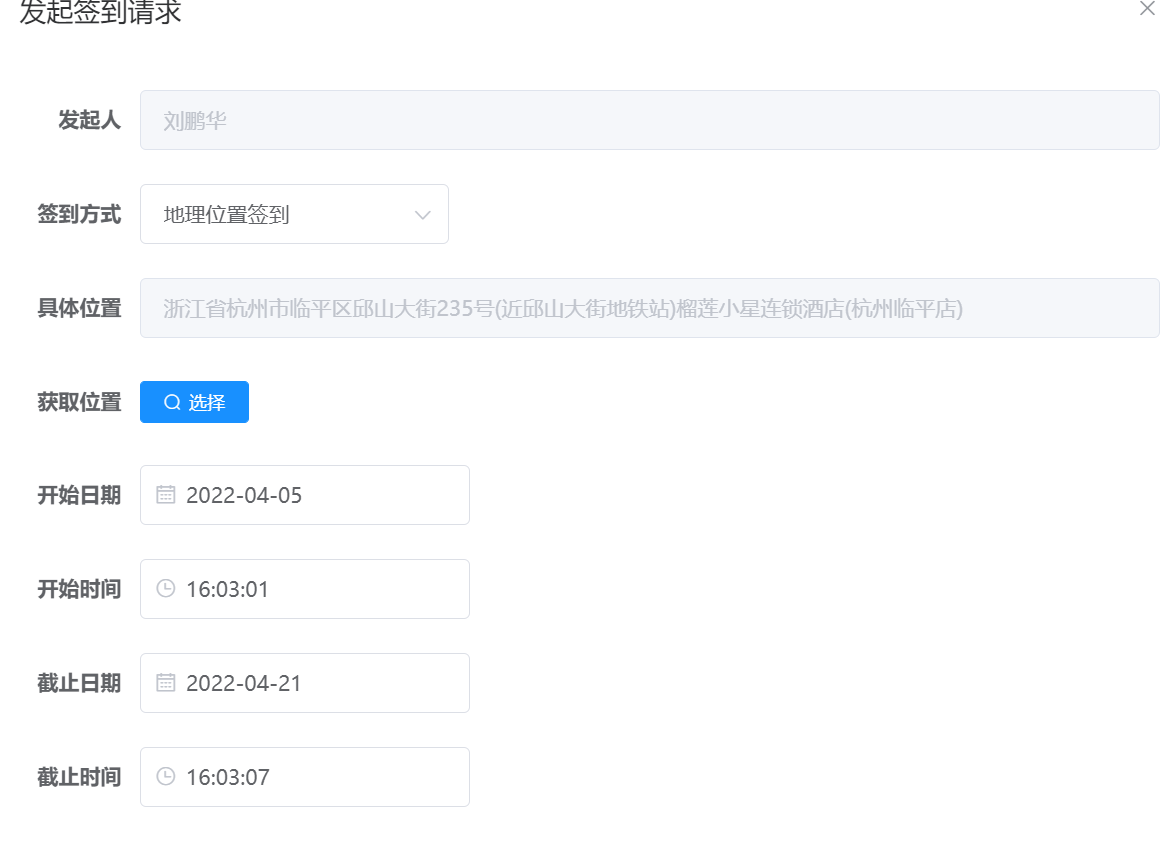 发起签到请求
发起人 刘鹏华
签到方式 地理位置签到
具体位置 浙江省杭州市临平区邱山大街235号(近邱山大街地铁站)榴莲小星连锁酒店(杭州临平店)
获取位置 选择
开始日期 2022-04-05
开始时间 16:03:01
截止日期 2022-04-21
截止时间 16:03:07